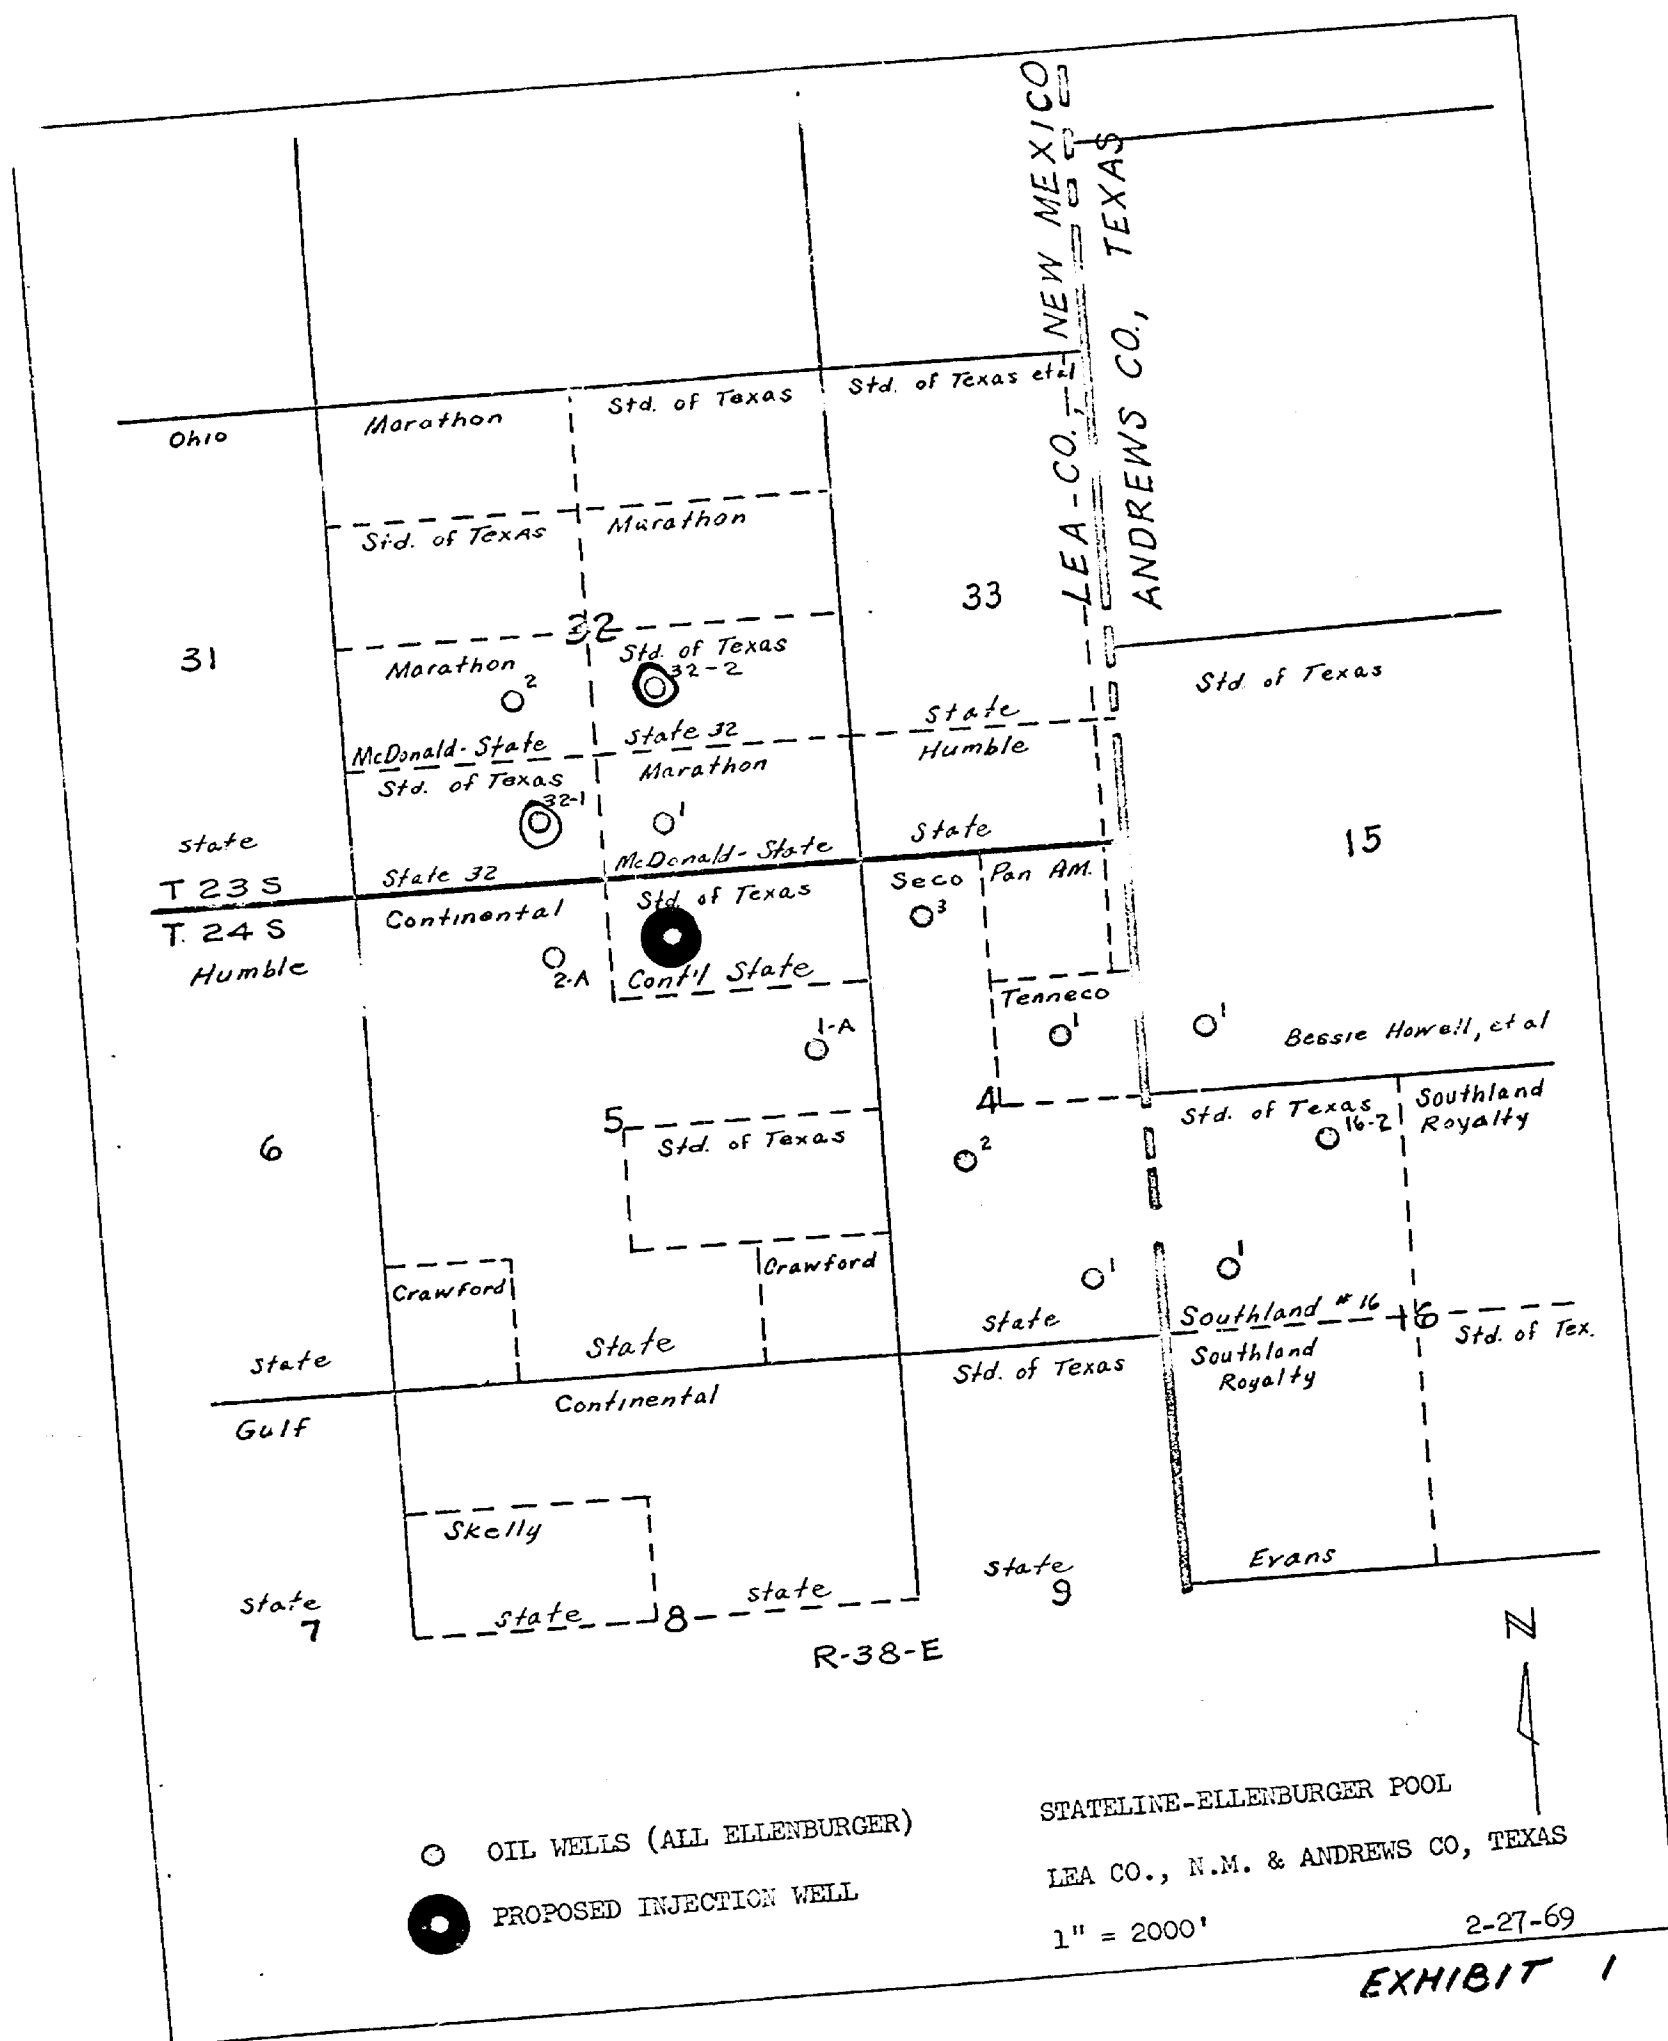 LEA CO., NEW MEXICO
ANDREWS CO., TEXAS
Ohio
Marathon
Std. of Texas
Std. of Texas etal
Std. of Texas
Marathon
31
32
33
Marathon
2
McDonald-State
Std. of Texas
32-2
State 32
State
Humble
Std. of Texas
Std. of Texas
32-1
State 32
Marathon
1
McDonald-State
State
15
State
T 23 S
T. 24 S
Humble
Continental
2-A
Std. of Texas
Cont'l State
Seco
3
Pan AM.
Tenneco
1
1
Bessie Howell, et al
1-A
4
Std. of Texas
16-2
Southland
Royalty
6
5
Std. of Texas
2
Crawford
Crawford
1
1
State
State
State
Southland #16
16
Std. of Tex.
Gulf
Continental
Std. of Texas
Southland
Royalty
Skelly
State
7
State
8
State
State
9
Evans
R-38-E
N
OIL WELLS (ALL ELLENBURGER)
PROPOSED INJECTION WELL
STATELINE-ELLENBURGER POOL
LEA CO., N.M. & ANDREWS CO, TEXAS
1" = 2000'
2-27-69
EXHIBIT 1